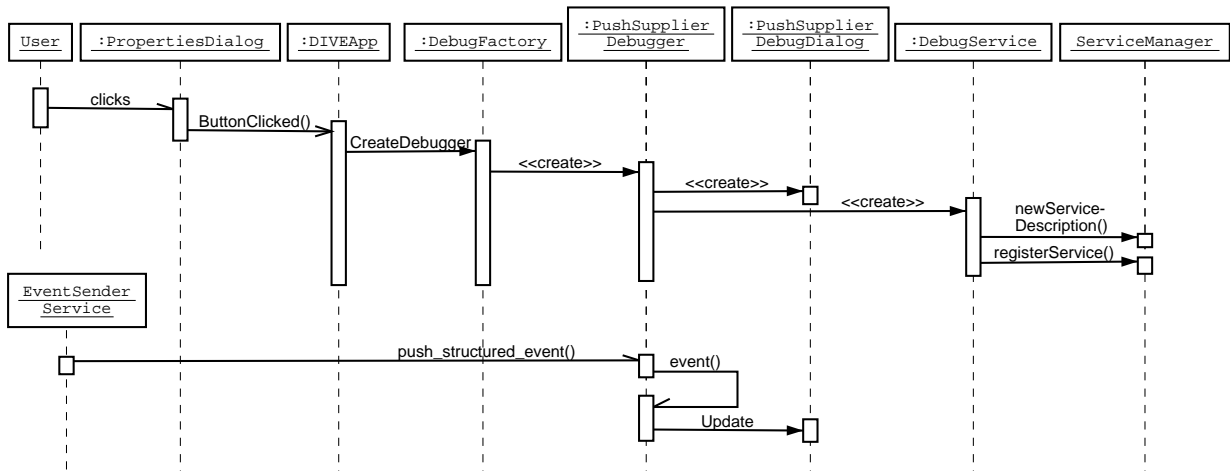 User
:PropertiesDialog
:DIVEApp
:DebugFactory
:PushSupplier
Debugger
:PushSupplier
DebugDialog
:DebugService
ServiceManager
clicks
ButtonClicked()
CreateDebugger
<<create>>
<<create>>
<<create>>
newService-
Description()
registerService()
EventSender
Service
push_structured_event()
event()
Update